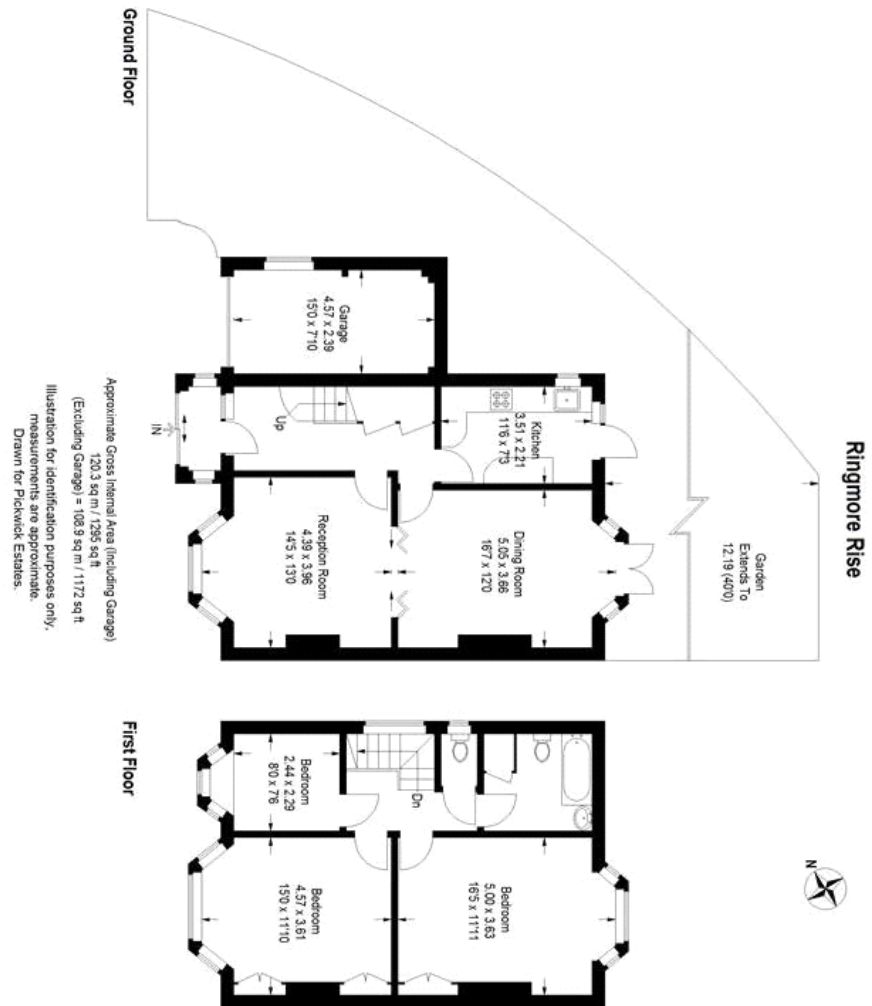 Ringmore Rise
Garden
Extends To
12.19 (40'0)
Kitchen
3.51 x 2.21
11'6 x 7'3
Dining Room
5.05 x 3.66
16'7 x 12'0
Garage
4.57 x 2.39
15'0 x 7'10
Up
Reception Room
4.39 x 3.96
14'5 x 13'0
IN
Ground Floor
N
Dn
Bedroom
5.00 x 3.63
16'5 x 11'11
Bedroom
2.44 x 2.29
8'0 x 7'6
Bedroom
4.57 x 3.61
15'0 x 11'10
First Floor
Approximate Gross Internal Area (Including Garage)
120.3 sq m / 1295 sq ft
(Excluding Garage) = 108.9 sq m / 1172 sq ft
Illustration for identification purposes only,
measurements are approximate.
Drawn for Pickwick Estates.